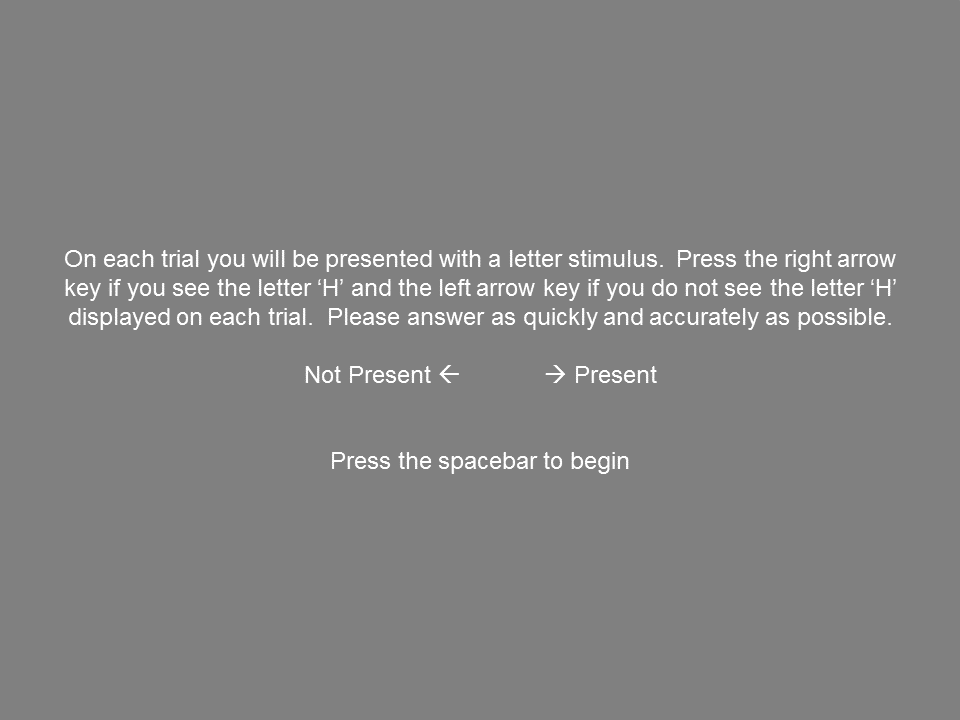 On each trial you will be presented with a letter stimulus.  Press the right arrow
key if you see the letter ‘H’ and the left arrow key if you do not see the letter ‘H’
displayed on each trial.  Please answer as quickly and accurately as possible.
Not Present ← → Present
Press the spacebar to begin